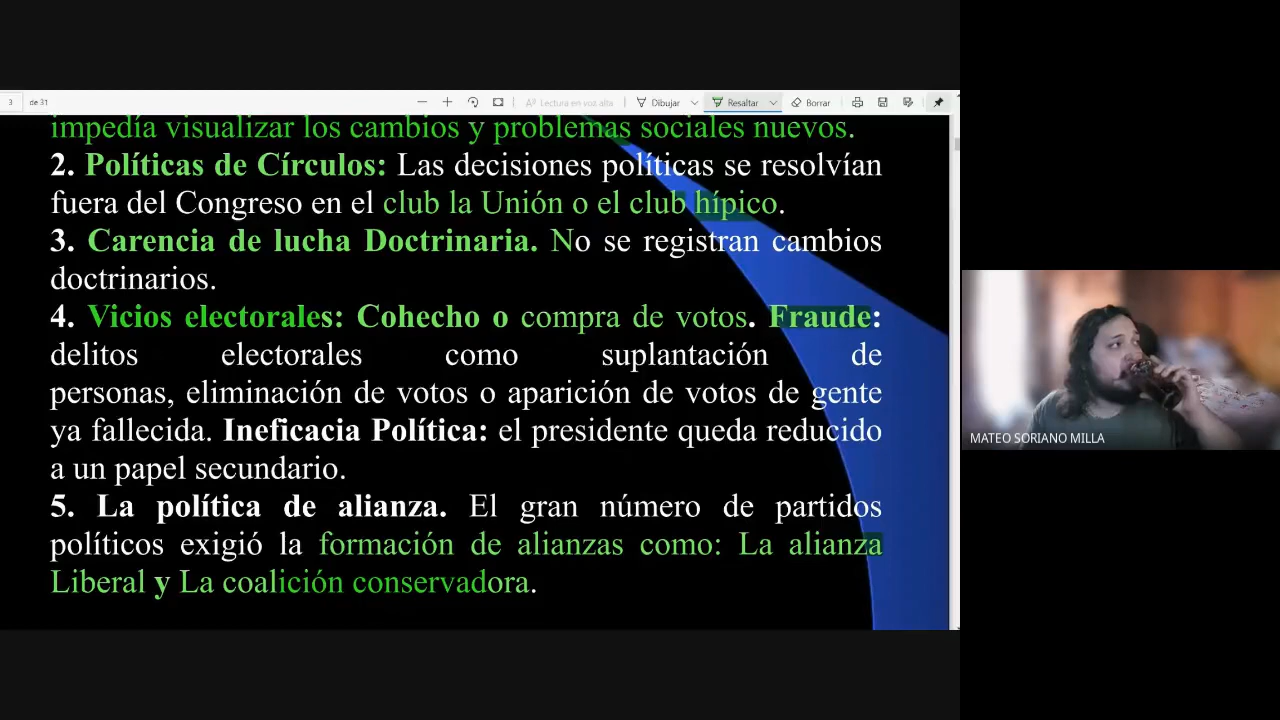 3 de 31 Lectura en voz alta Dibujar Resaltar Borrar
impedía visualizar los cambios y problemas sociales nuevos.
2. Políticas de Círculos: Las decisiones políticas se resolvían
fuera del Congreso en el club la Unión o el club hípico.
3. Carencia de lucha Doctrinaria. No se registran cambios
doctrinarios.
4. Vicios electorales: Cohecho o compra de votos. Fraude:
delitos electorales como suplantación de
personas, eliminación de votos o aparición de votos de gente
ya fallecida. Ineficacia Política: el presidente queda reducido
a un papel secundario.
5. La política de alianza. El gran número de partidos
políticos exigió la formación de alianzas como: La alianza
Liberal y La coalición conservadora.
MATEO SORIANO MILLA